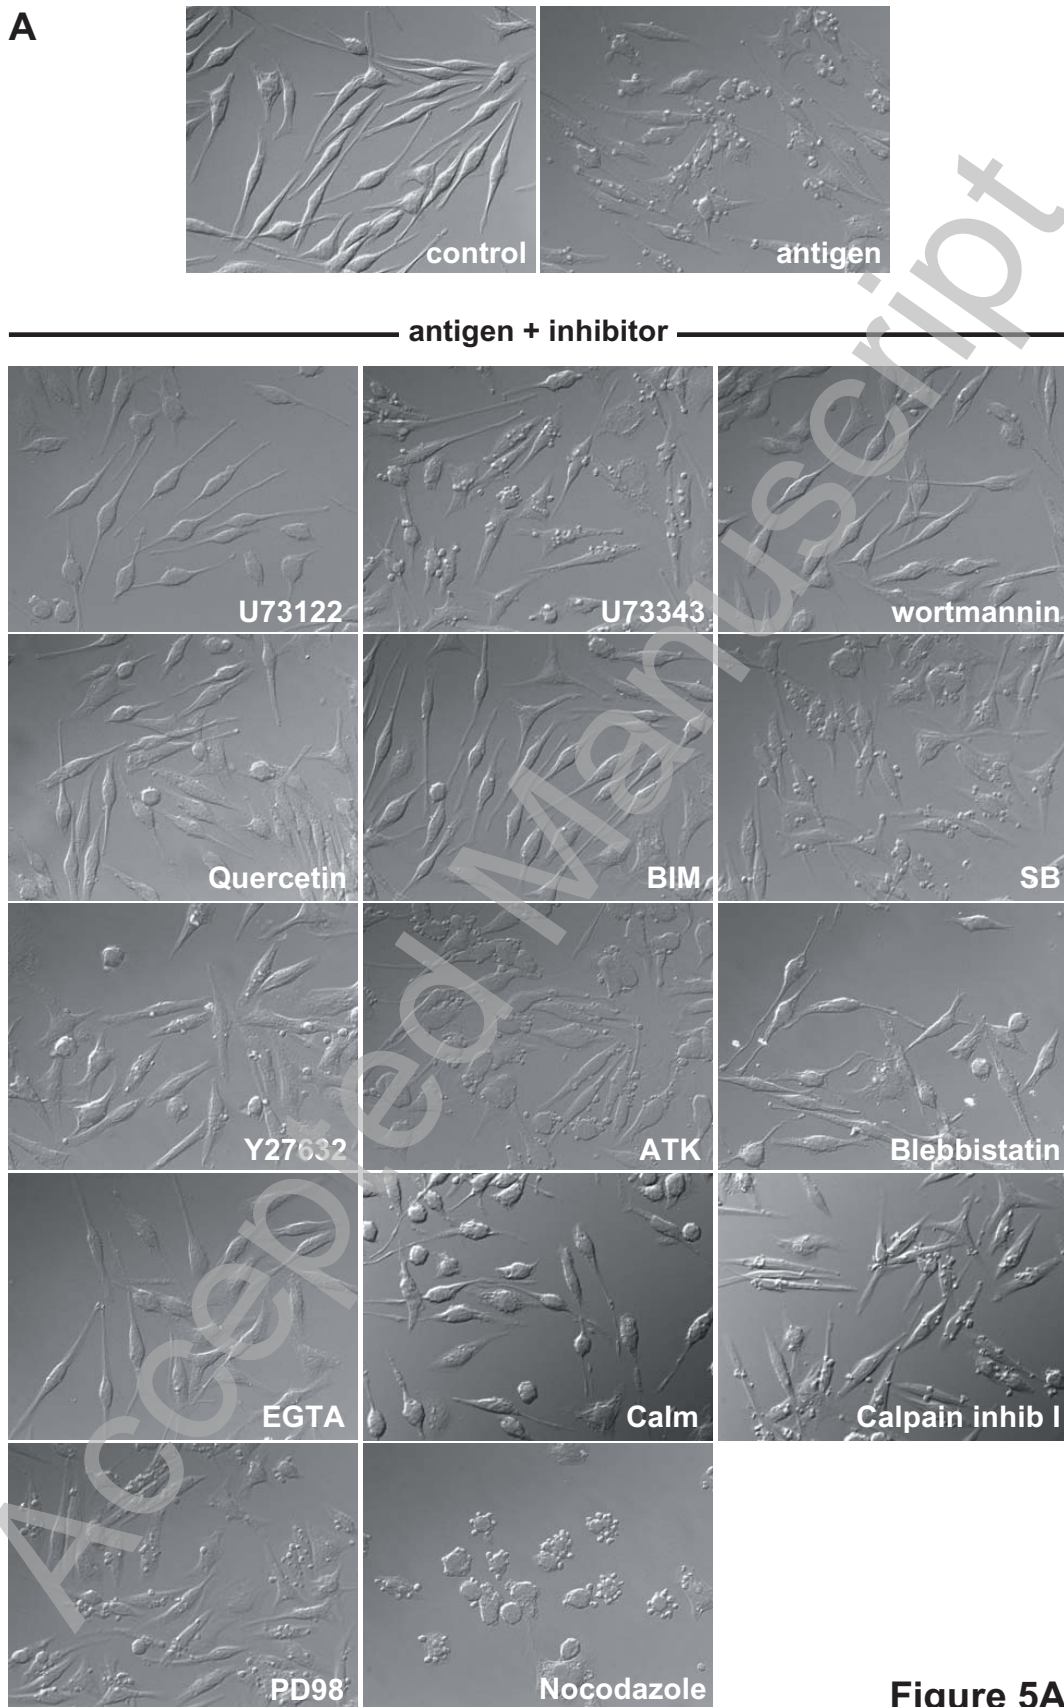 A
control
antigen
antigen + inhibitor
U73122
U73343
wortmannin
Quercetin
BIM
SB
Y27632
ATK
Blebbistatin
EGTA
Calm
Calpain inhib I
PD98
Nocodazole
Figure 5A
Accepted Manuscript